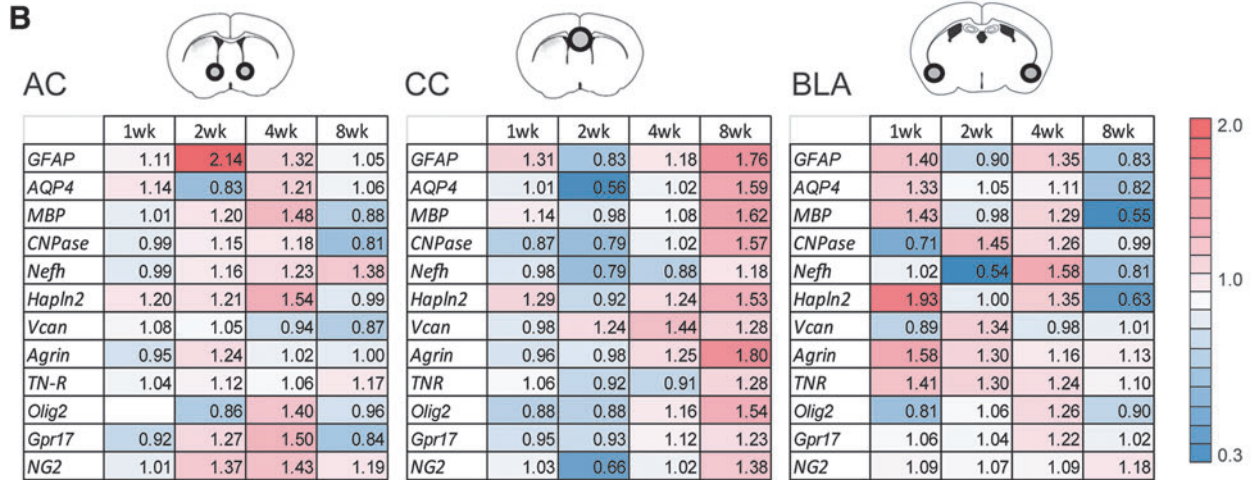 B
AC CC BLA
1wk 2wk 4wk 8wk 1wk 2wk 4wk 8wk 1wk 2wk 4wk 8wk 2.0
GFAP 1.11 2.14 1.32 1.05 GFAP 1.31 0.83 1.18 1.76 GFAP 1.40 0.90 1.35 0.83
AQP4 1.14 0.83 1.21 1.06 AQP4 1.01 0.56 1.02 1.59 AQP4 1.33 1.05 1.11 0.82
MBP 1.01 1.20 1.48 0.88 MBP 1.14 0.98 1.08 1.62 MBP 1.43 0.98 1.29 0.55
CNPase 0.99 1.15 1.18 0.81 CNPase 0.87 0.79 1.02 1.57 CNPase 0.71 1.45 1.26 0.99
Nefh 0.99 1.16 1.23 1.38 Nefh 0.98 0.79 0.88 1.18 Nefh 1.02 0.54 1.58 0.81 1.0
Hapln2 1.20 1.21 1.54 0.99 Hapln2 1.29 0.92 1.24 1.53 Hapln2 1.93 1.00 1.35 0.63
Vcan 1.08 1.05 0.94 0.87 Vcan 0.98 1.24 1.44 1.28 Vcan 0.89 1.34 0.98 1.01
Agrin 0.95 1.24 1.02 1.00 Agrin 0.96 0.98 1.25 1.80 Agrin 1.58 1.30 1.16 1.13
TN-R 1.04 1.12 1.06 1.17 TNR 1.06 0.92 0.91 1.28 TNR 1.41 1.30 1.24 1.10
Olig2 0.86 1.40 0.96 Olig2 0.88 0.88 1.16 1.54 Olig2 0.81 1.06 1.26 0.90
Gpr17 0.92 1.27 1.50 0.84 Gpr17 0.95 0.93 1.12 1.23 Gpr17 1.06 1.04 1.22 1.02
NG2 1.01 1.37 1.43 1.19 NG2 1.03 0.66 1.02 1.38 NG2 1.09 1.07 1.09 1.18 0.3